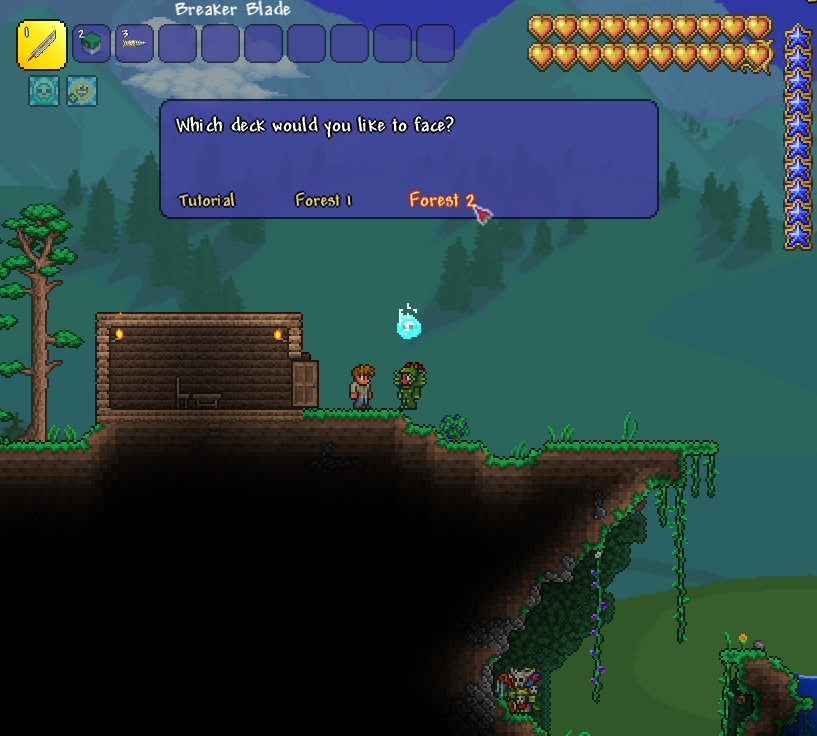 Breaker Blade
1
2
3
Which deck would you like to face?
Tutorial
Forest 1
Forest 2